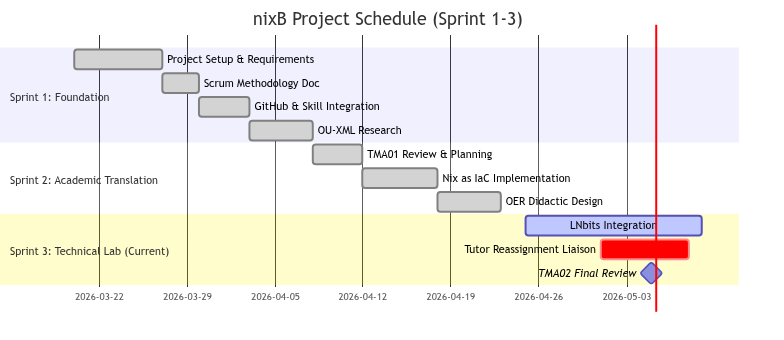 nixB Project Schedule (Sprint 1-3)
Project Setup & Requirements
Scrum Methodology Doc
Sprint 1: Foundation
GitHub & Skill Integration
OU-XML Research
TMA01 Review & Planning
Sprint 2: Academic Translation
Nix as IaC Implementation
OER Didactic Design
LNbits Integration
Sprint 3: Technical Lab (Current)
Tutor Reassignment Liaison
TMA02 Final Review
2026-03-22
2026-03-29
2026-04-05
2026-04-12
2026-04-19
2026-04-26
2026-05-03